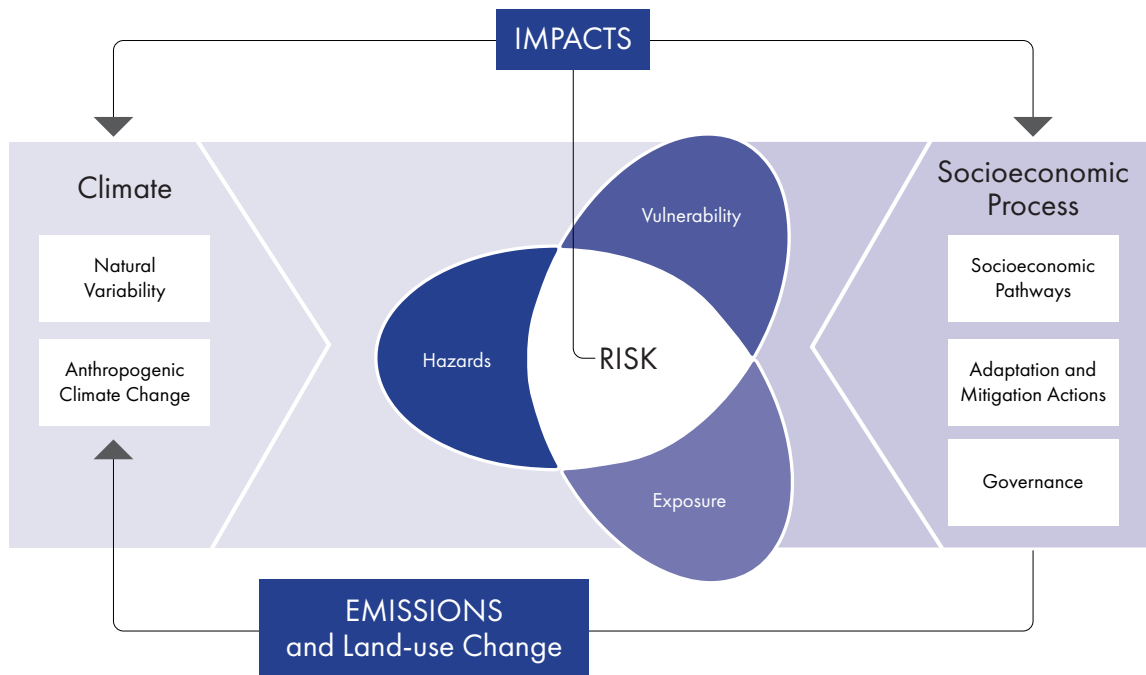 IMPACTS
Climate
Natural
Variability
Anthropogenic
Climate Change
Vulnerability
Hazards
RISK
Exposure
Socioeconomic
Process
Socioeconomic
Pathways
Adaptation and
Mitigation Actions
Governance
EMISSIONS
and Land-use Change